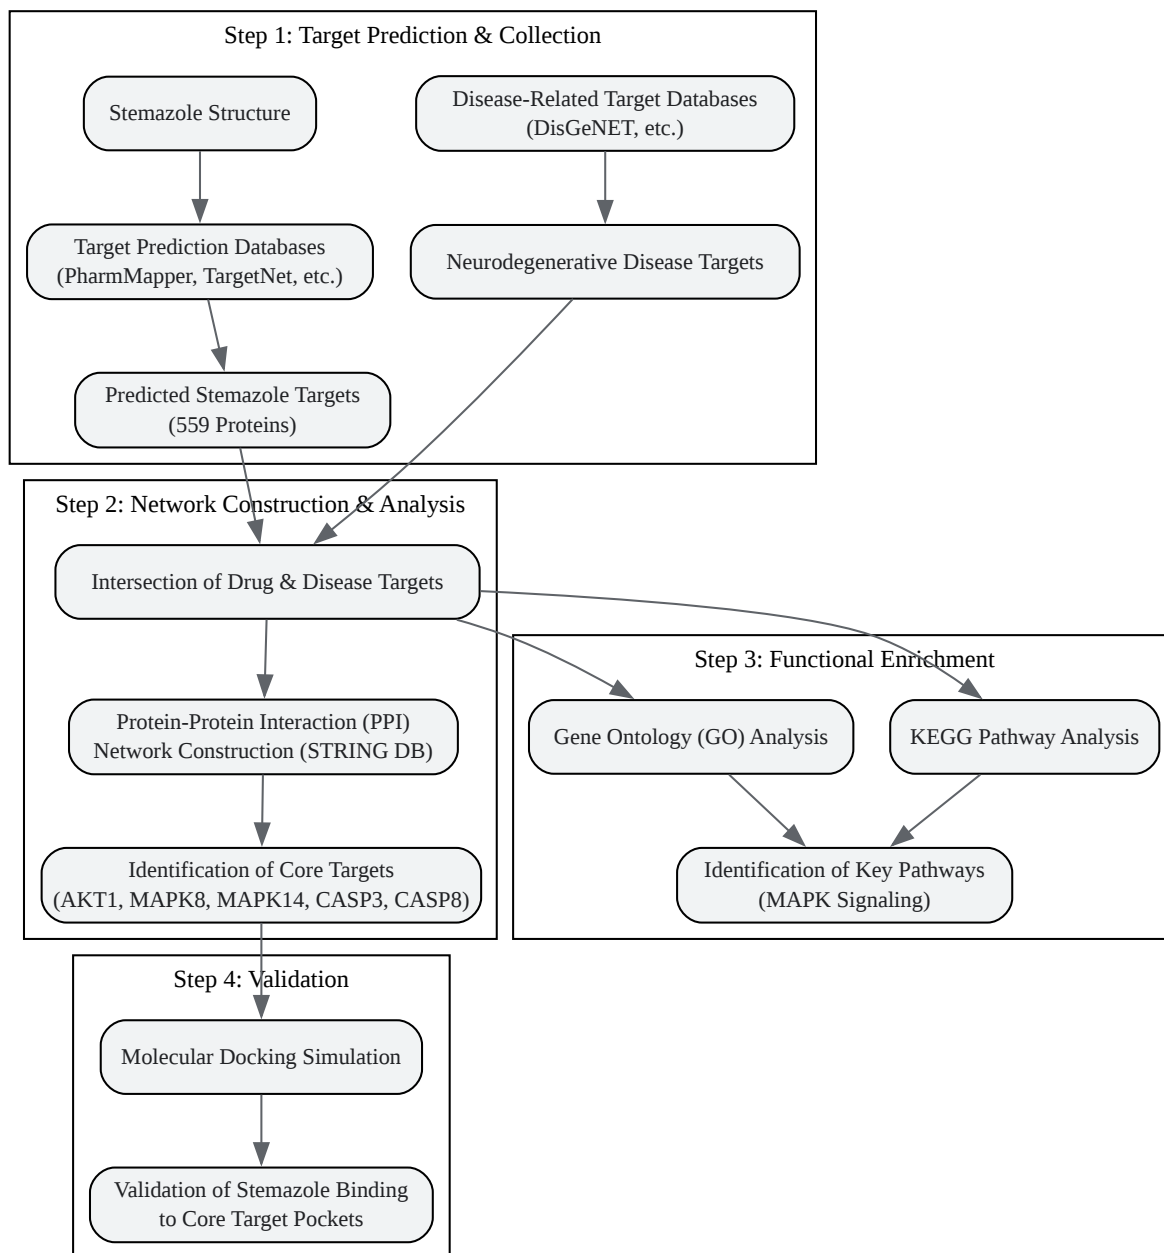 Step 1: Target Prediction & Collection
Stemazole Structure
Disease-Related Target Databases
(DisGeNET, etc.)
Target Prediction Databases
(PharmMapper, TargetNet, etc.)
Neurodegenerative Disease Targets
Predicted Stemazole Targets
(559 Proteins)
Step 2: Network Construction & Analysis
Intersection of Drug & Disease Targets
Protein-Protein Interaction (PPI)
Network Construction (STRING DB)
Identification of Core Targets
(AKT1, MAPK8, MAPK14, CASP3, CASP8)
Step 3: Functional Enrichment
Gene Ontology (GO) Analysis
KEGG Pathway Analysis
Identification of Key Pathways
(MAPK Signaling)
Step 4: Validation
Molecular Docking Simulation
Validation of Stemazole Binding
to Core Target Pockets